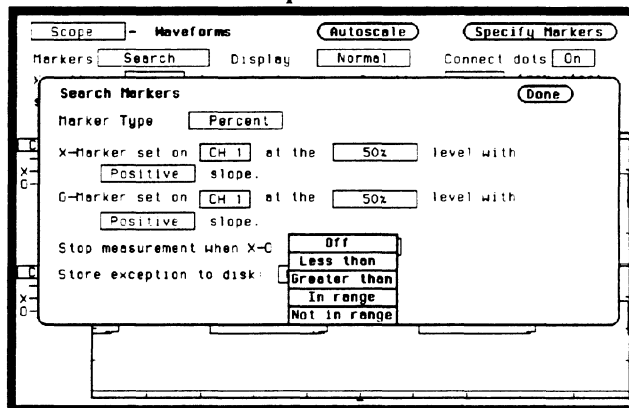 Scope - Waveforms Autoscale Specify Markers
Markers Search Display Normal Connect dots On
Search Markers Done
Marker Type Percent
X-Marker set on CH 1 at the 50% level with
Positive slope.
O-Marker set on CH 1 at the 50% level with
Positive slope.
Stop measurement when X-O
Off
Less than
Store exception to disk:
Greater than
In range
Not in range
X-
O-
X-
O-